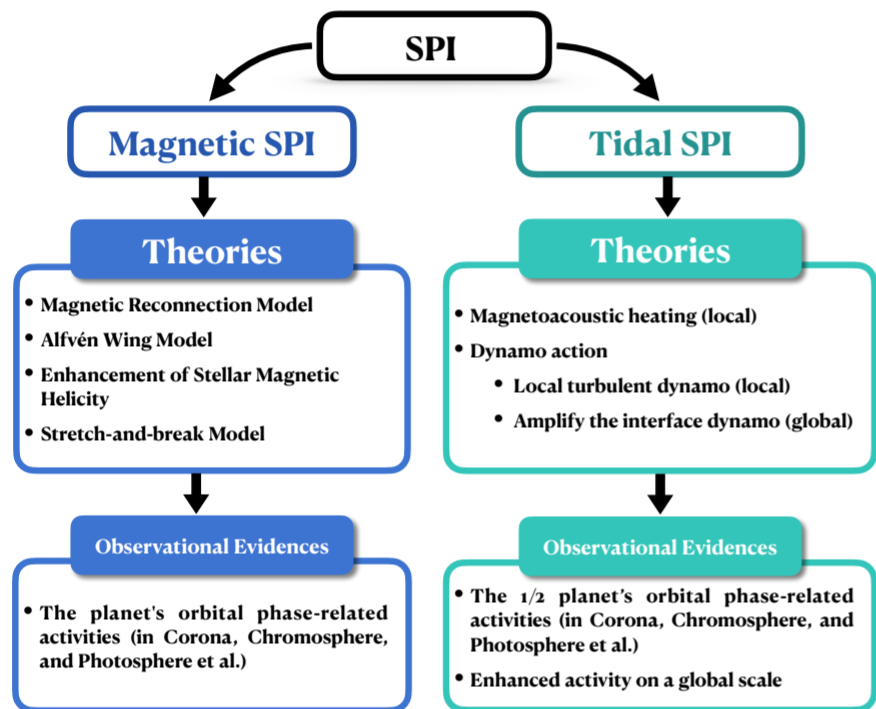 SPI
Magnetic SPI
Theories
• Magnetic Reconnection Model
• Alfvén Wing Model
• Enhancement of Stellar Magnetic
Helicity
• Stretch-and-break Model
Observational Evidences
• The planet's orbital phase-related
activities (in Corona, Chromosphere,
and Photosphere et al.)
Tidal SPI
Theories
• Magnetoacoustic heating (local)
• Dynamo action
• Local turbulent dynamo (local)
• Amplify the interface dynamo (global)
Observational Evidences
• The 1/2 planet’s orbital phase-related
activities (in Corona, Chromosphere, and
Photosphere et al.)
• Enhanced activity on a global scale